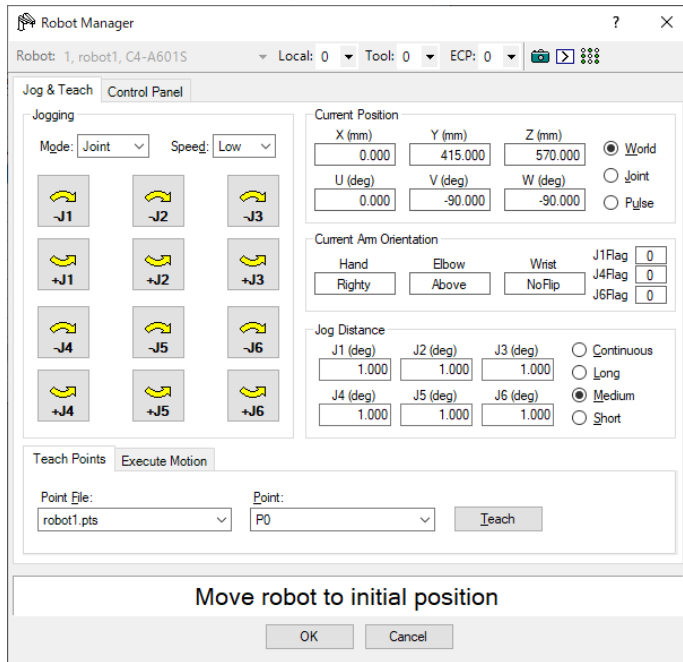 Robot Manager
Robot: 1, robot1, C4-A601S Local: 0 Tool: 0 ECP: 0
Jog & Teach Control Panel
Jogging
Mode: Joint Speed: Low
-J1 -J2 -J3
+J1 +J2 +J3
-J4 -J5 -J6
+J4 +J5 +J6
Current Position
X (mm) Y (mm) Z (mm)
0.000 415.000 570.000
U (deg) V (deg) W (deg)
0.000 -90.000 -90.000
World
Joint
Pulse
Current Arm Orientation
Hand Elbow Wrist
Righty Above NoFlip
J1Flag 0
J4Flag 0
J6Flag 0
Jog Distance
J1 (deg) J2 (deg) J3 (deg)
1.000 1.000 1.000
J4 (deg) J5 (deg) J6 (deg)
1.000 1.000 1.000
Continuous
Long
Medium
Short
Teach Points Execute Motion
Point File: Point:
robot1.pts P0 Teach
Move robot to initial position
OK Cancel